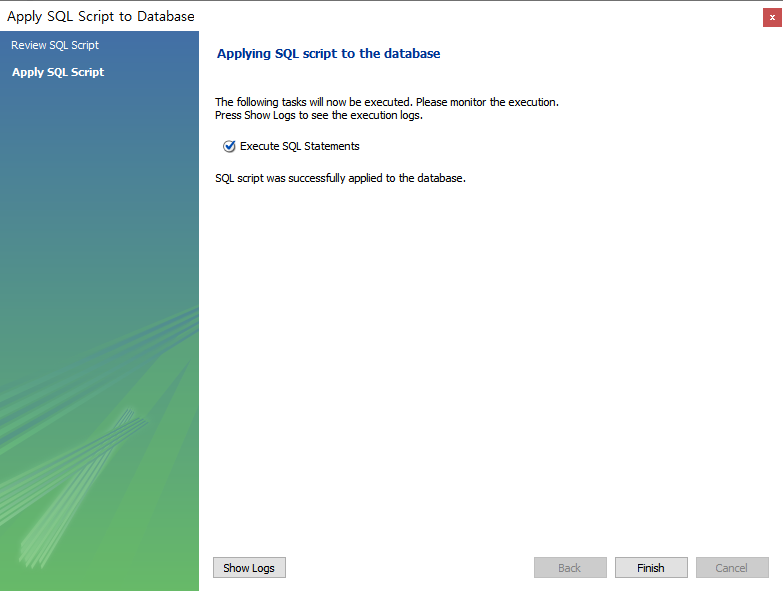 Apply SQL Script to Database
x
Review SQL Script
Apply SQL Script
Applying SQL script to the database
The following tasks will now be executed. Please monitor the execution.
Press Show Logs to see the execution logs.
Execute SQL Statements
SQL script was successfully applied to the database.
Show Logs
Back
Finish
Cancel